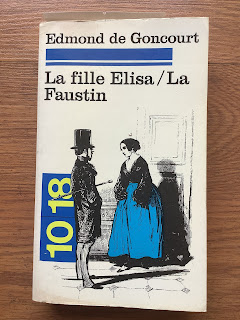 Edmond de Goncourt
La fille Elisa/La
Faustin
10 18